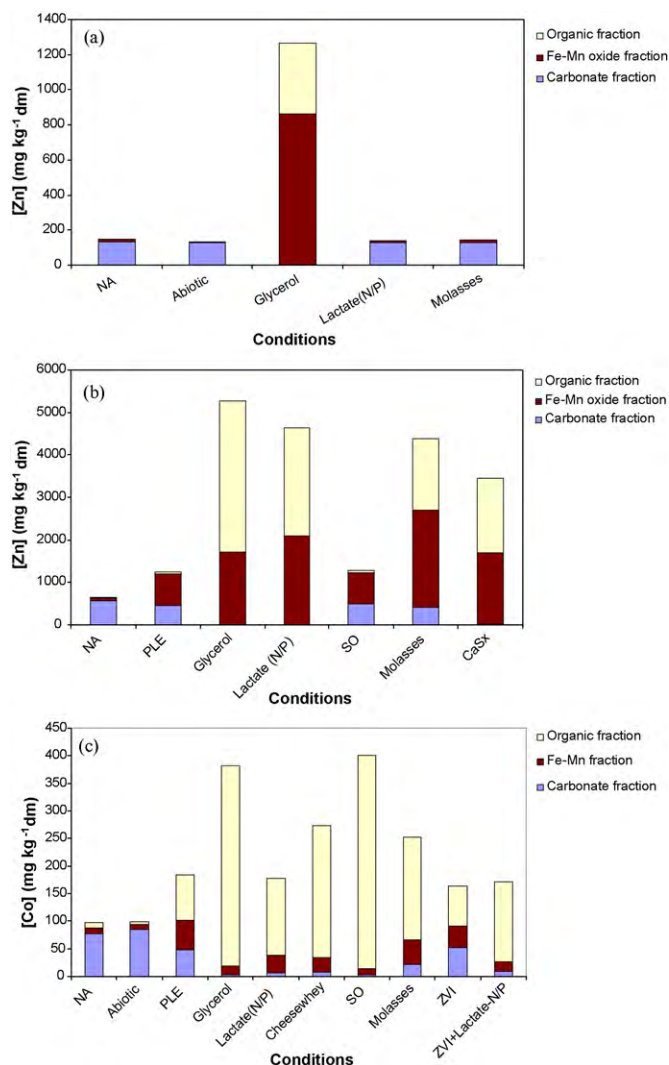 (a)
1400
1200
1000
800
600
400
200
0
[Zn] (mg kg⁻¹ dm)
Organic fraction
Fe-Mn oxide fraction
Carbonate fraction
NA
Abiotic
Glycerol
Lactate(N/P)
Molasses
Conditions
(b)
6000
5000
4000
3000
2000
1000
0
[Zn] (mg kg⁻¹ dm)
Organic fraction
Fe-Mn oxide fraction
Carbonate fraction
NA
PLE
Glycerol
Lactate (N/P)
SO
Molasses
CaSx
Conditions
(c)
450
400
350
300
250
200
150
100
50
0
[Co] (mg kg⁻¹ dm)
Organic fraction
Fe-Mn fraction
Carbonate fraction
NA
Abiotic
PLE
Glycerol
Lactate(N/P)
Cheesewhey
SO
Molasses
ZVI
ZVI+Lactate-N/P
Conditions